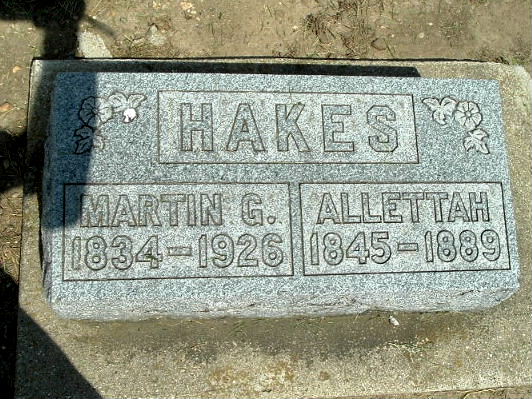 HAKES
MARTIN G. ALLETTAH
1834-1926 1845-1889